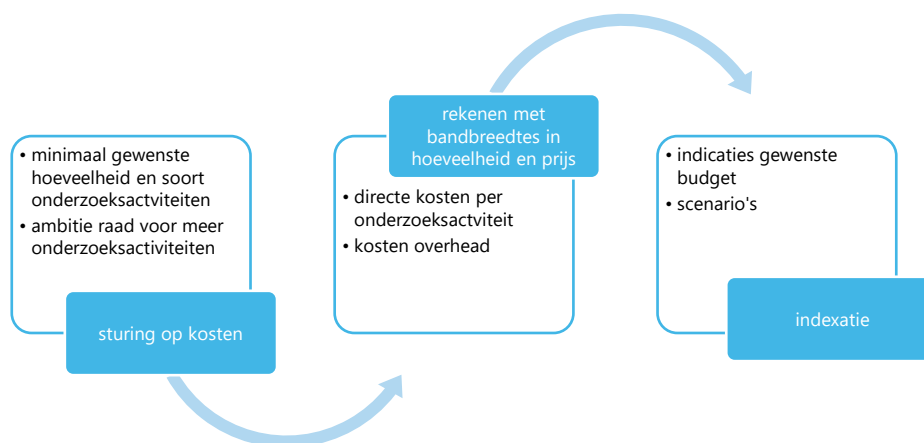 • minimaal gewenste
hoeveelheid en soort
onderzoeksactviteiten
• ambitie raad voor meer
onderzoeksactiviteiten
sturing op kosten
rekenen met
bandbreedtes in
hoeveelheid en prijs
• directe kosten per
onderzoeksactviteit
• kosten overhead
• indicaties gewenste
budget
• scenario's
indexatie